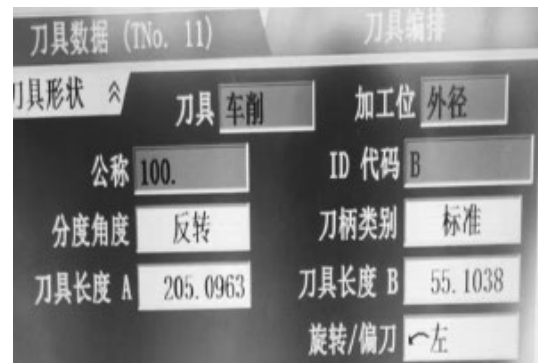 刀具数据 (TNo. 11) 刀具编排
刀具形状
刀具 车削 加工位 外径
公称 100. ID 代码 B
分度角度 反转 刀柄类别 标准
刀具长度 A 205.0963 刀具长度 B 55.1038
旋转/偏刀 左